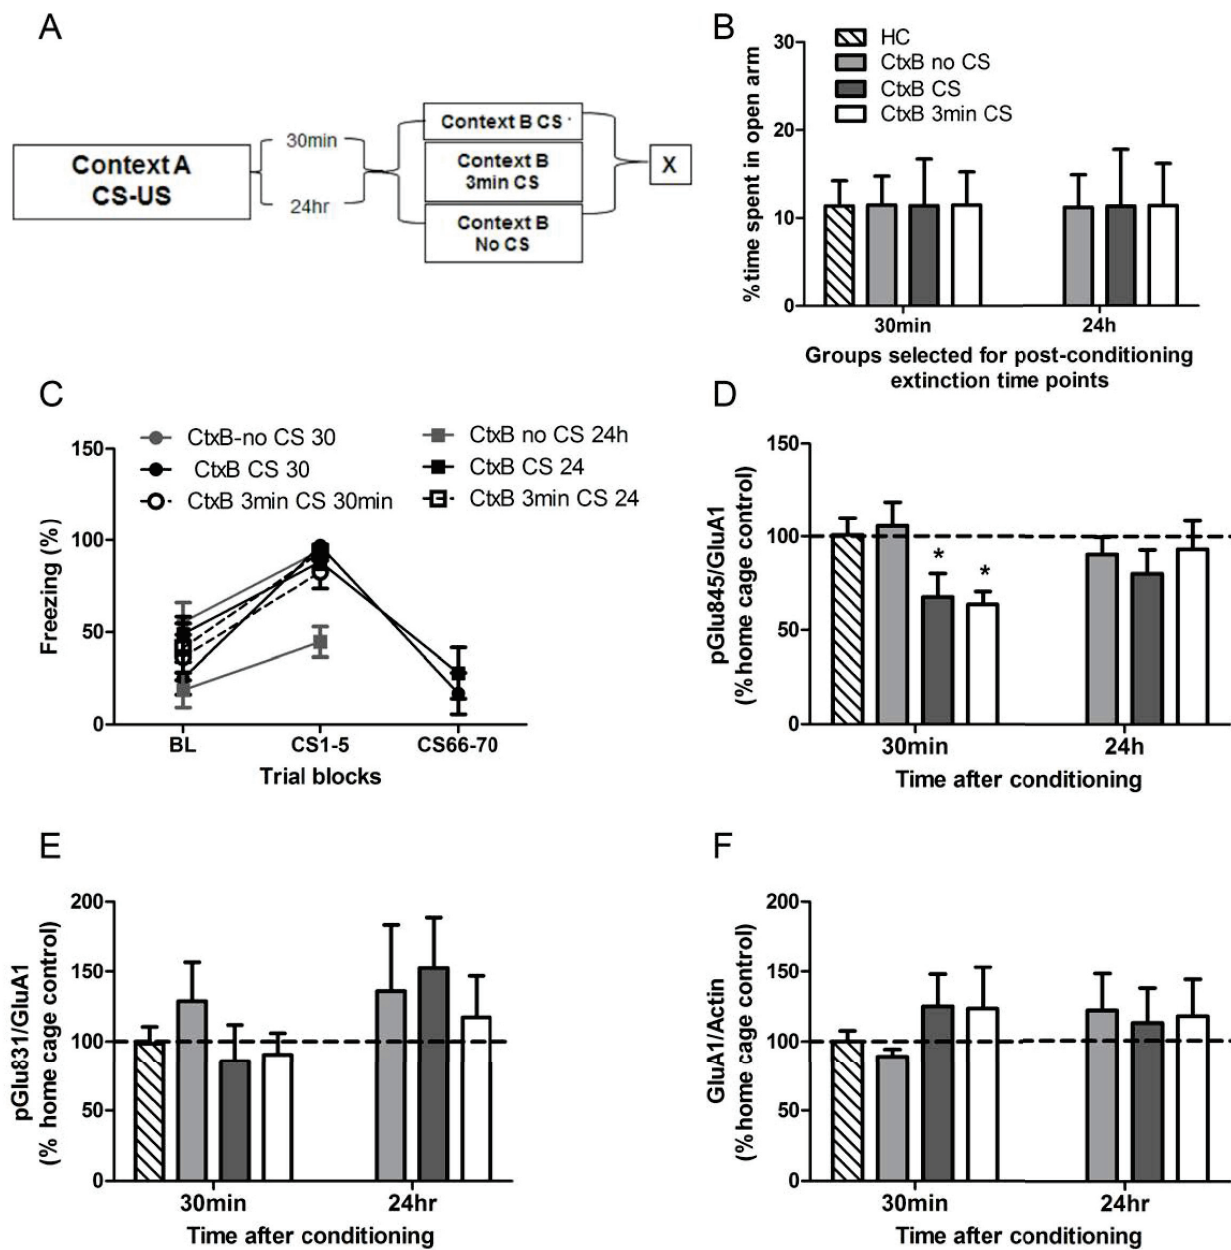 A
Context A
CS-US
30min
24hr
Context B CS
Context B
3min CS
Context B
No CS
X
B
HC
CtxB no CS
CtxB CS
CtxB 3min CS
% time spent in open arm
30
20
10
0
30min
24h
Groups selected for post-conditioning
extinction time points
C
CtxB-no CS 30
CtxB CS 30
CtxB 3min CS 30min
CtxB no CS 24h
CtxB CS 24
CtxB 3min CS 24
Freezing (%)
150
100
50
0
BL
CS1-5
CS66-70
Trial blocks
D
pGlu845/GluA1
(% home cage control)
150
100
50
0
*
*
30min
24h
Time after conditioning
E
pGlu831/GluA1
(% home cage control)
200
150
100
50
0
30min
24hr
Time after conditioning
F
GluA1/Actin
(% home cage control)
200
150
100
50
0
30min
24hr
Time after conditioning